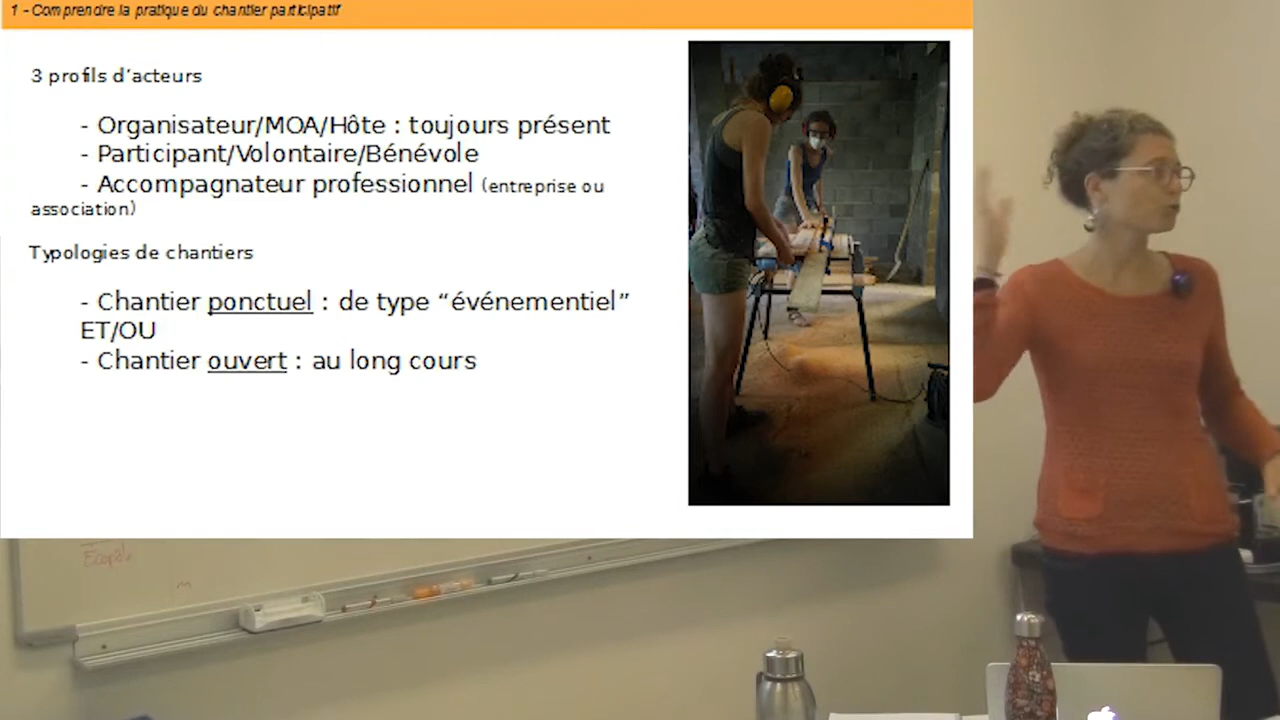 1 - Comprendre la pratique du chantier participatif
3 profils d'acteurs
- Organisateur/MOA/Hôte : toujours présent
- Participant/Volontaire/Bénévole
- Accompagnateur professionnel (entreprise ou
association)
Typologies de chantiers
- Chantier ponctuel : de type “événementiel”
ET/OU
- Chantier ouvert : au long cours
Ecopôle